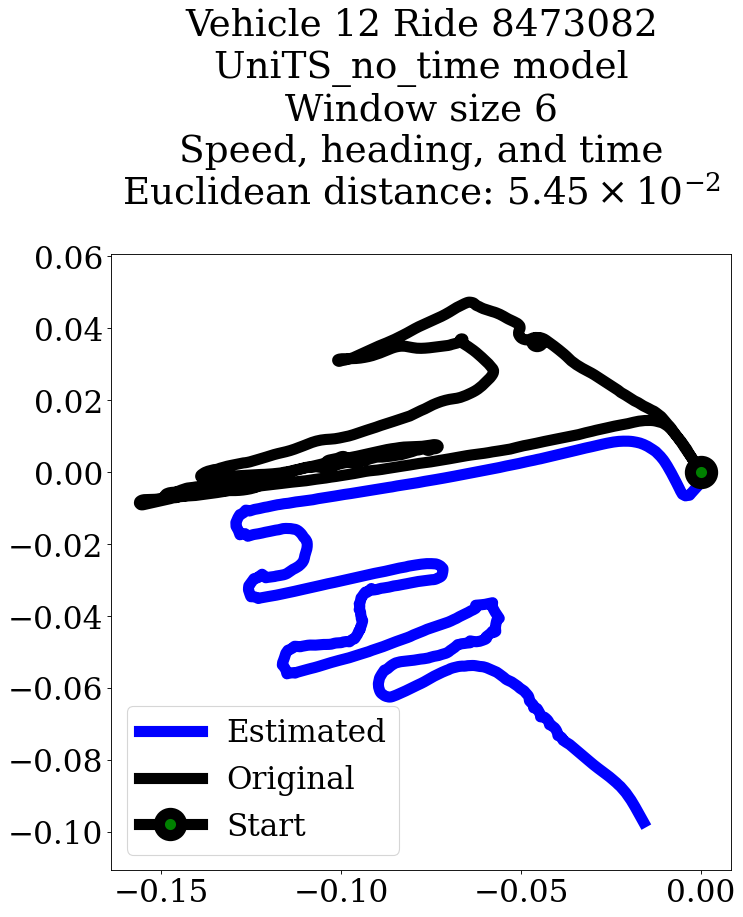 Vehicle 12 Ride 8473082
UniTS_no_time model
Window size 6
Speed, heading, and time
Euclidean distance: 5.45 × 10⁻²
0.06
0.04
0.02
0.00
−0.02
−0.04
−0.06
−0.08
−0.10
Estimated
Original
Start
−0.15
−0.10
−0.05
0.00